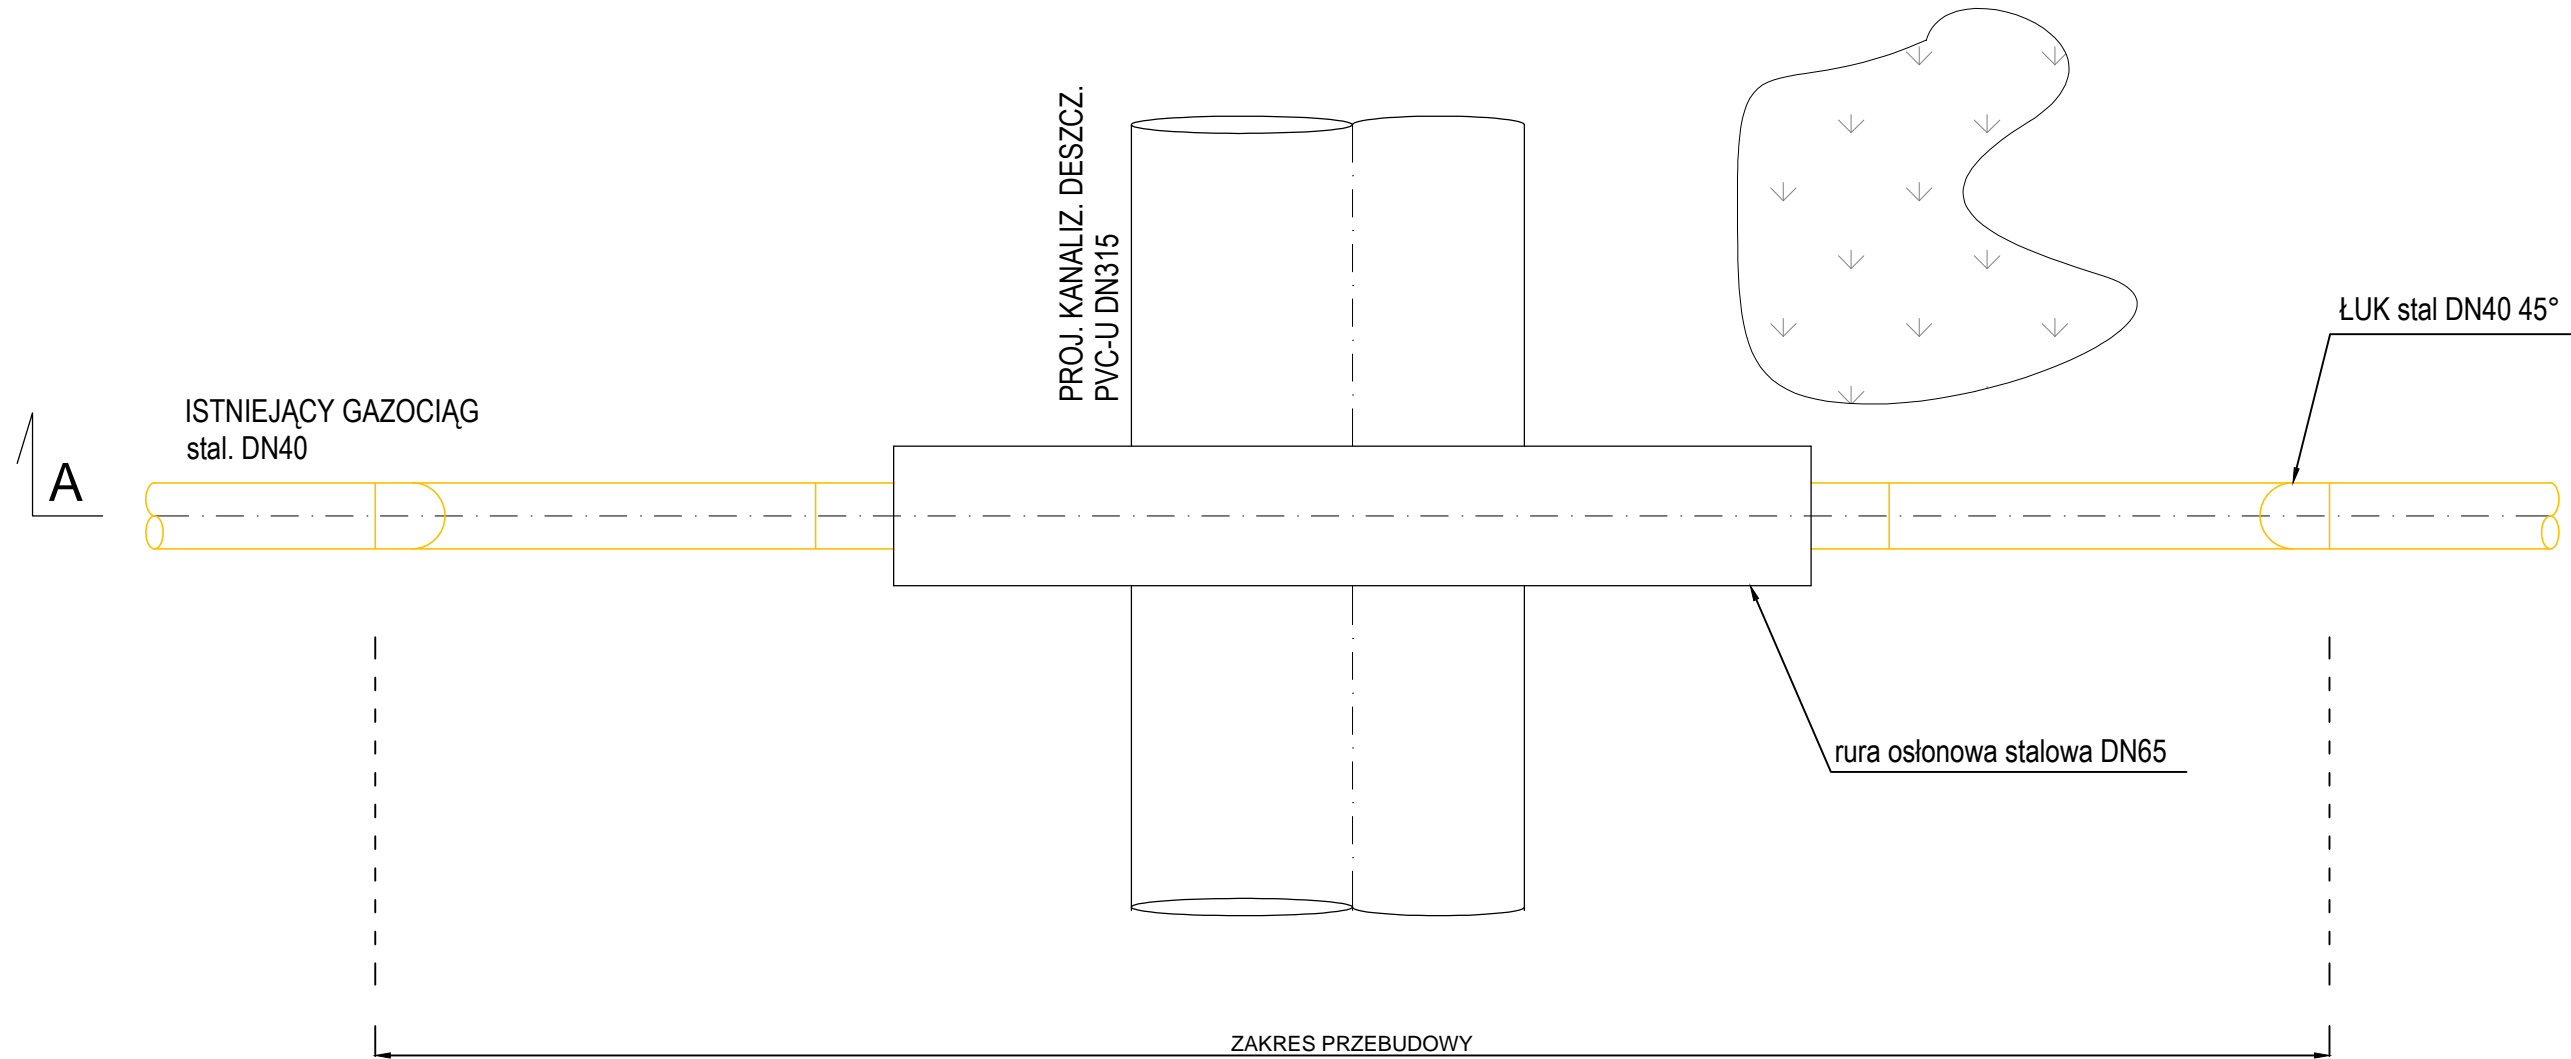 PROJ. KANALIZ. DESZCZ.
PVC-U DN315
ŁUK stal DN40 45°
ISTNIEJĄCY GAZOCIĄG
stal. DN40
A
rura osłonowa stalowa DN65
ZAKRES PRZEBUDOWY